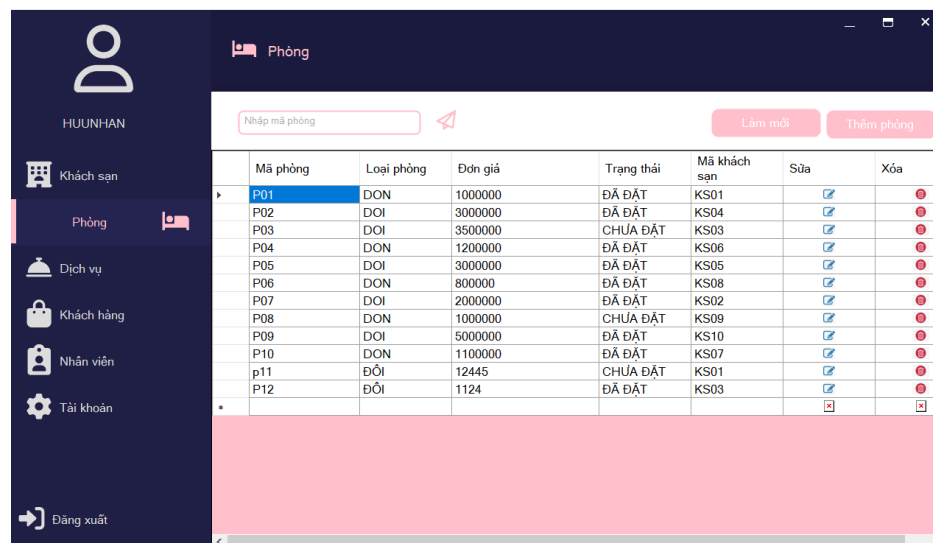 Phòng
HUUNHAN
Nhập mã phòng
Làm mới
Thêm phòng
Khách sạn
Phòng
Dịch vụ
Khách hàng
Nhân viên
Tài khoản
Đăng xuất
Mã phòng Loại phòng Đơn giá Trạng thái Mã khách sạn Sửa Xóa
P01 DON 1000000 ĐÃ ĐẶT KS01
P02 DOI 3000000 ĐÃ ĐẶT KS04
P03 DOI 3500000 CHƯA ĐẶT KS03
P04 DON 1200000 ĐÃ ĐẶT KS06
P05 DOI 3000000 ĐÃ ĐẶT KS05
P06 DON 800000 ĐÃ ĐẶT KS08
P07 DOI 2000000 ĐÃ ĐẶT KS02
P08 DON 1000000 CHƯA ĐẶT KS09
P09 DOI 5000000 ĐÃ ĐẶT KS10
P10 DON 1100000 ĐÃ ĐẶT KS07
p11 ĐÔI 12445 CHƯA ĐẶT KS01
P12 ĐÔI 1124 ĐÃ ĐẶT KS03